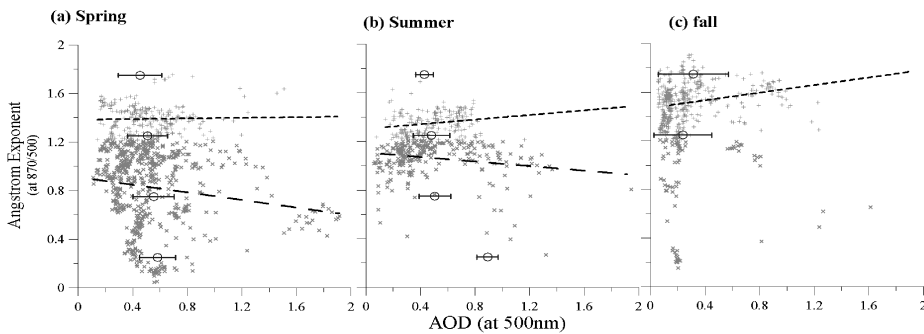 (a) Spring
(b) Summer
(c) fall
Angstrom Exponent
(at 870/500)
2
1.6
1.2
0.8
0.4
0
0 0.4 0.8 1.2 1.6 2
0 0.4 0.8 1.2 1.6 2
0 0.4 0.8 1.2 1.6 2
AOD (at 500nm)